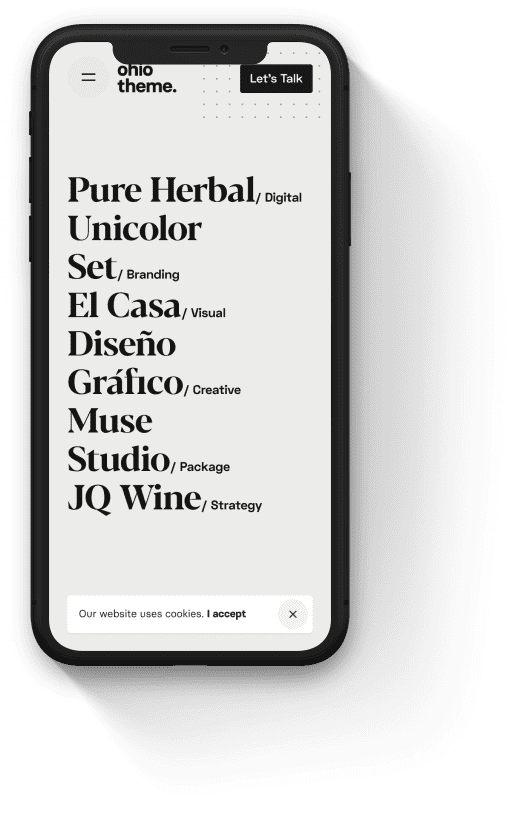 ohio
theme.
Let's Talk
Pure Herbal/ Digital
Unicolor
Set/ Branding
El Casa/ Visual
Diseño
Gráfico/ Creative
Muse
Studio/ Package
JQ Wine/ Strategy
Our website uses cookies. I accept